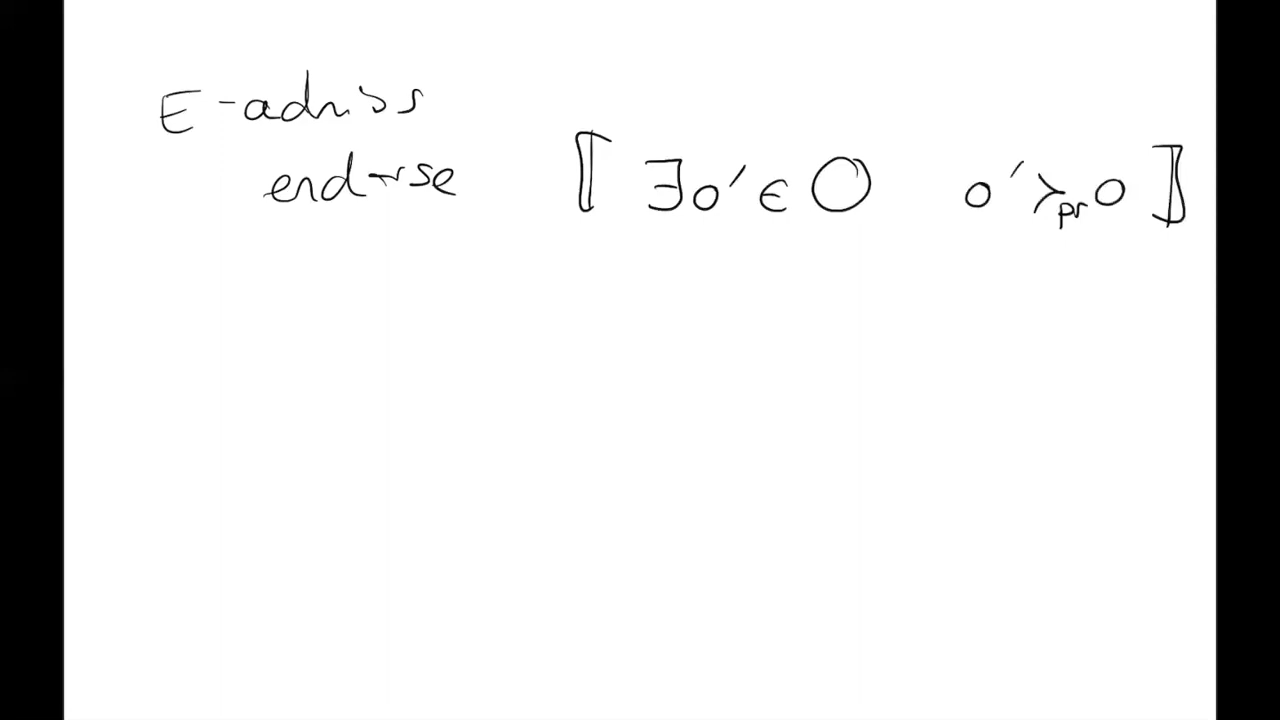 E-admiss
endorse
⟦ ∃o′ ∈ O o′ ≻pr o ⟧